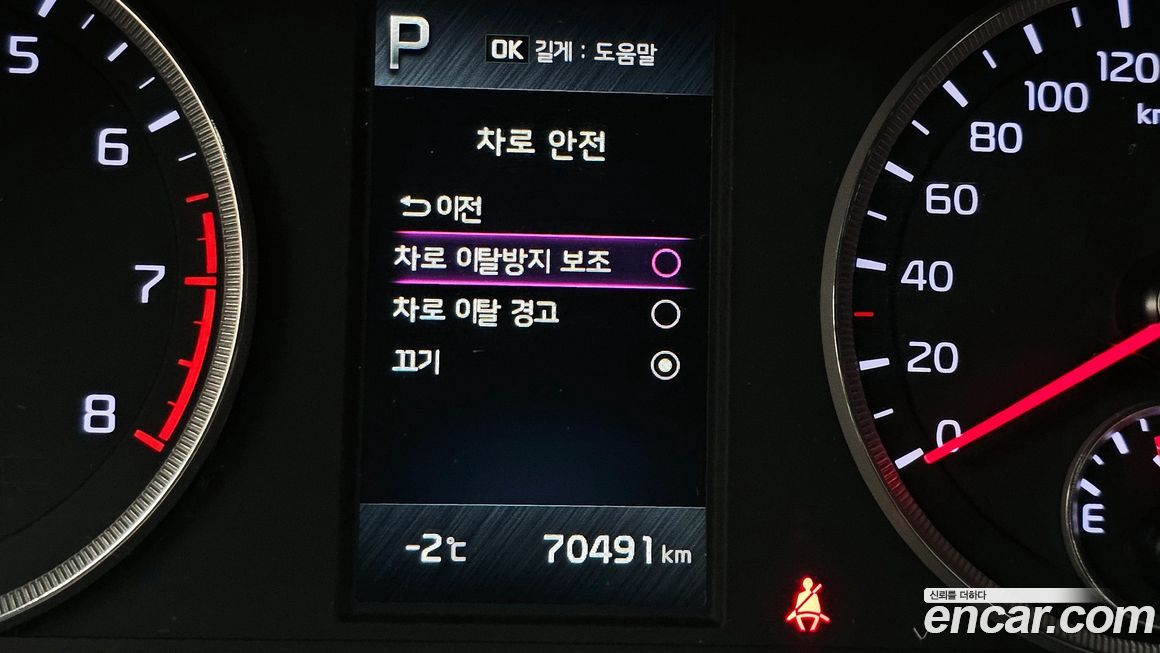 P
OK 길게 : 도움말
차로 안전
이전
차로 이탈방지 보조
차로 이탈 경고
끄기
-2℃ 70491 km
5
6
7
8
120
100
80
60
40
20
0
E
신뢰를 더하다
encar.com